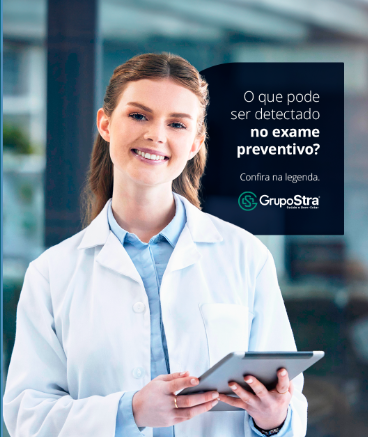 O que pode
ser detectado
no exame
preventivo?
Confira na legenda.
GrupoStra